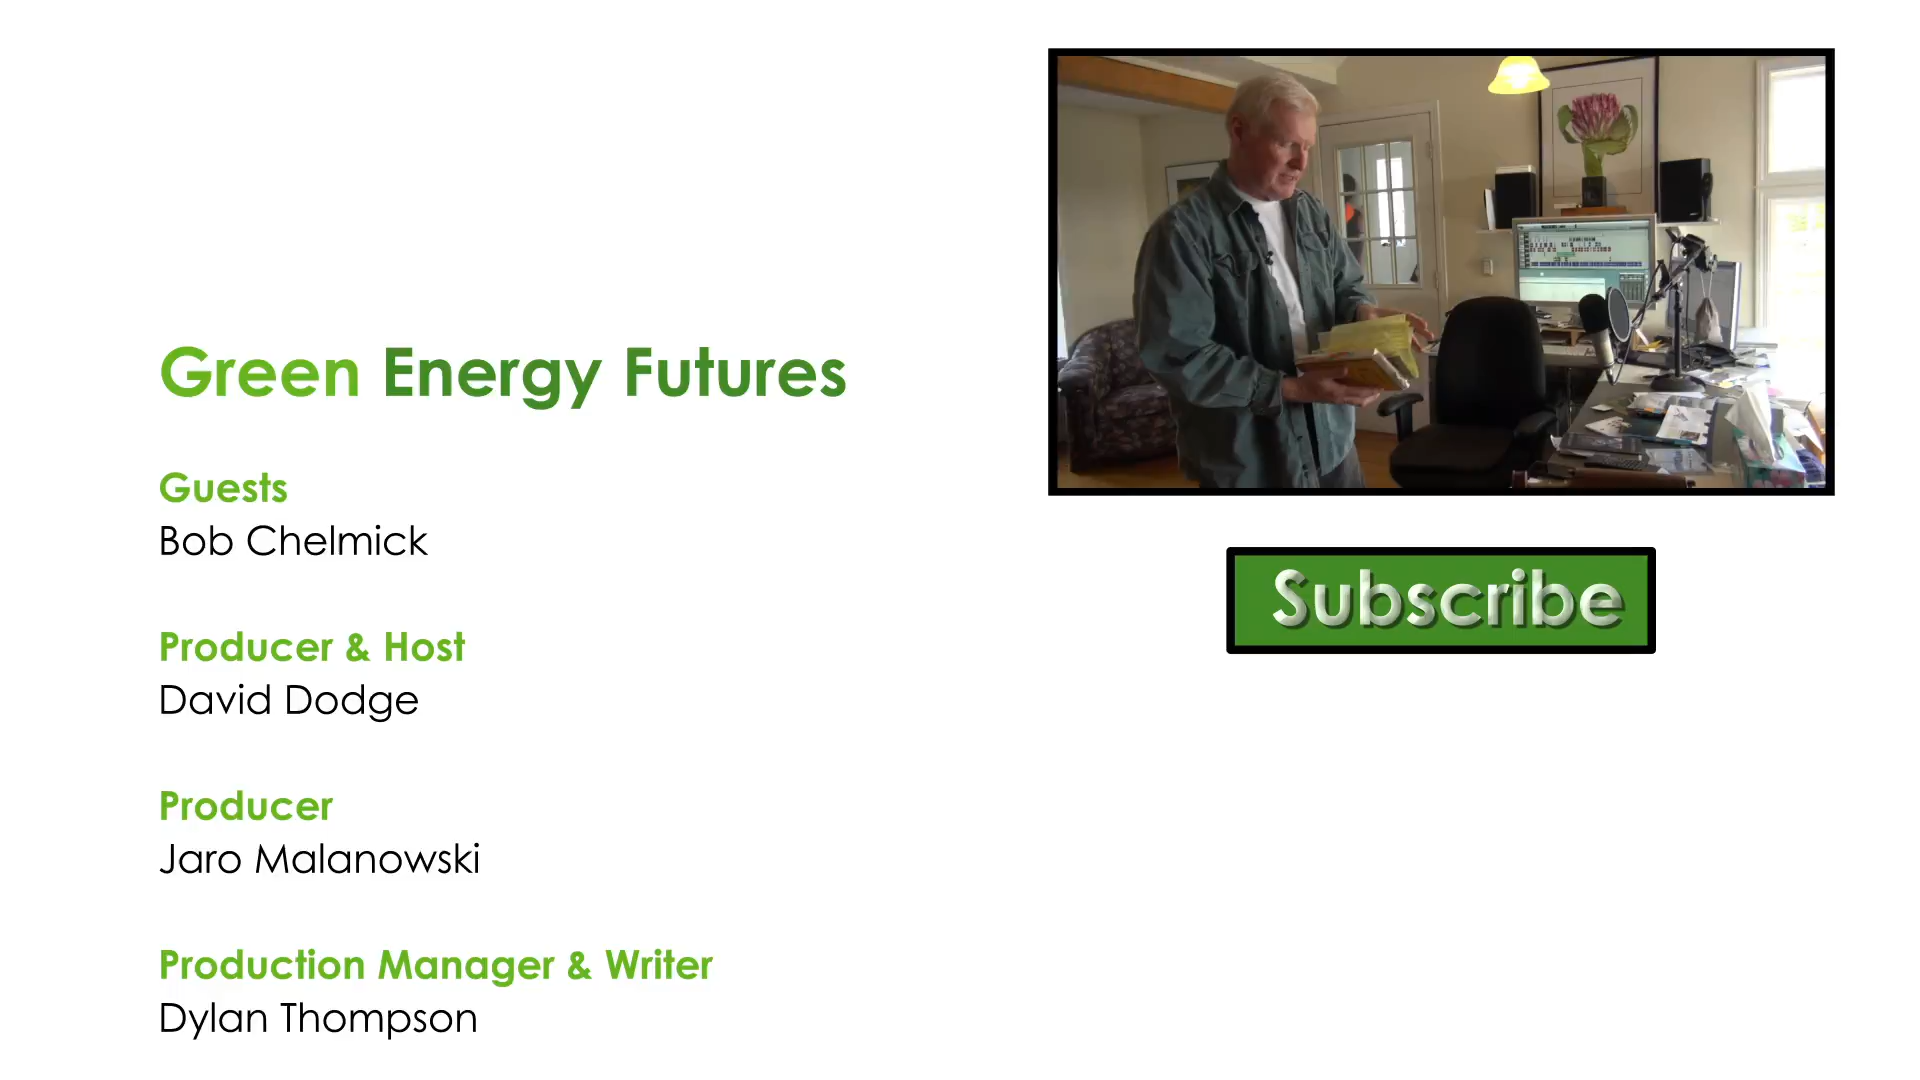 Green Energy Futures
Guests
Bob Chelmick
Producer & Host
David Dodge
Producer
Jaro Malanowski
Production Manager & Writer
Dylan Thompson
Subscribe